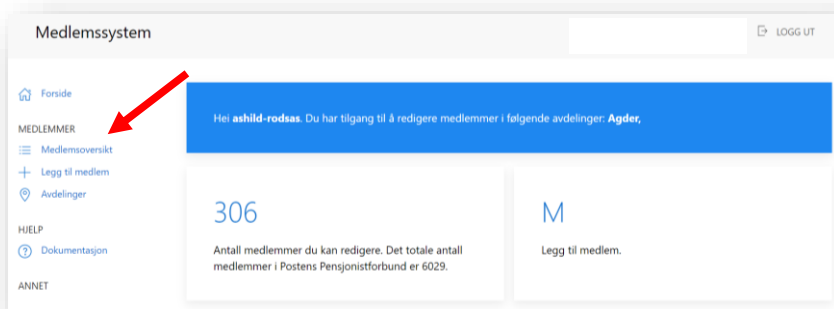 Medlemssystem
LOGG UT
Forside
MEDLEMMER
Medlemsoversikt
Legg til medlem
Avdelinger
HJELP
Dokumentasjon
ANNET
Hei ashild-rodsas. Du har tilgang til å redigere medlemmer i følgende avdelinger: Agder,
306
Antall medlemmer du kan redigere. Det totale antall
medlemmer i Postens Pensjonistforbund er 6029.
M
Legg til medlem.